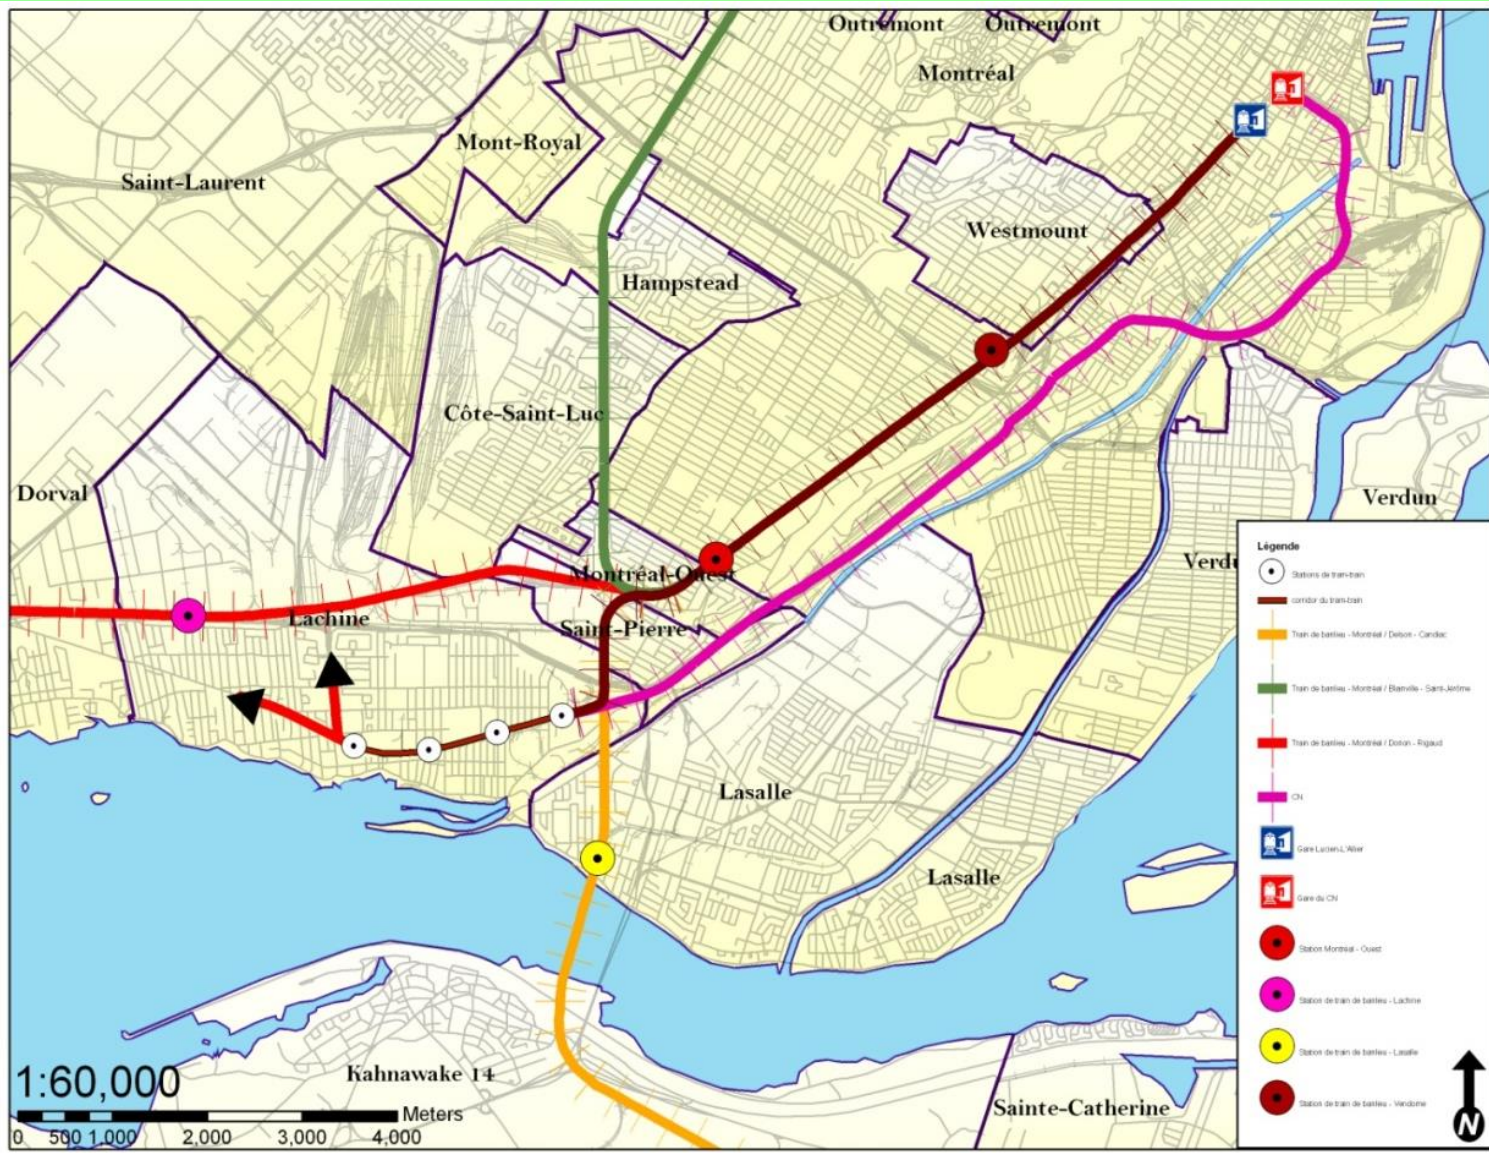 Outremont
Outremont
Montréal
Mont-Royal
Saint-Laurent
Westmount
Hampstead
Côte-Saint-Luc
Dorval
Verdun
Montréal-Ouest
Lachine
Saint-Pierre
Lasalle
Lasalle
Kahnawake 14
Sainte-Catherine
1:60,000
Meters
0 500 1,000 2,000 3,000 4,000
Légende
Stations de tram-train
corridor du tram-train
Train de banlieu - Montréal / Delson - Candiac
Train de banlieu - Montréal / Blainville - Saint-Jérôme
Train de banlieu - Montréal / Dorion - Rigaud
CN
Gare Lucien-L'Allier
Gare du CN
Station Montréal - Ouest
Station de train de banlieu - Lachine
Station de train de banlieu - Lasalle
Station de train de banlieu - Vendome
N